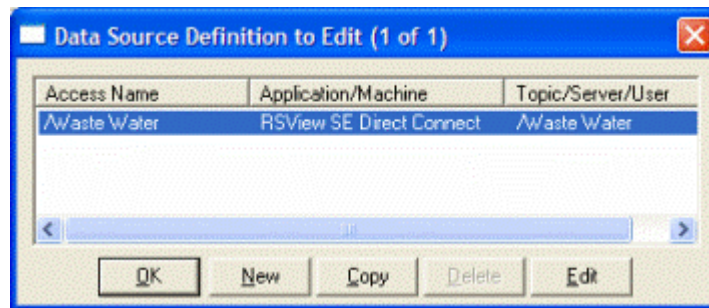 Data Source Definition to Edit (1 of 1)
Access Name Application/Machine Topic/Server/User
/Waste Water RSView SE Direct Connect /Waste Water
OK New Copy Delete Edit